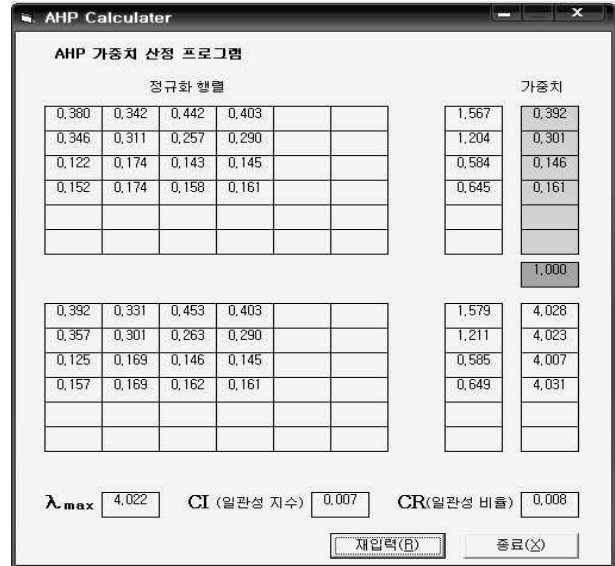 AHP Calculater
AHP 가중치 산정 프로그램
정규화 행렬 가중치
0,380 0,342 0,442 0,403 1,567 0,392
0,346 0,311 0,257 0,290 1,204 0,301
0,122 0,174 0,143 0,145 0,584 0,146
0,152 0,174 0,158 0,161 0,645 0,161
1,000
0,392 0,331 0,453 0,403 1,579 4,028
0,357 0,301 0,263 0,290 1,211 4,023
0,125 0,169 0,146 0,145 0,585 4,007
0,157 0,169 0,162 0,161 0,649 4,031
λ max 4,022 CI (일관성 지수) 0,007 CR(일관성 비율) 0,008
재입력(R) 종료(X)